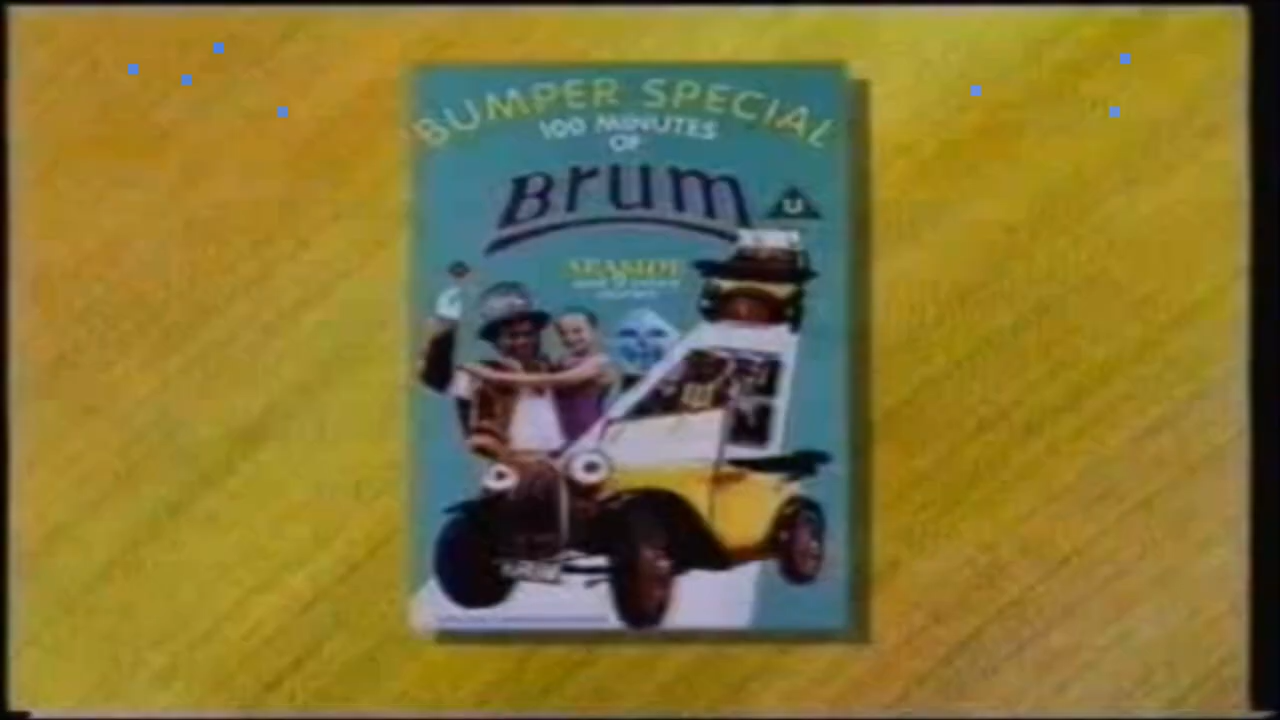 BUMPER SPECIAL
100 MINUTES
OF
Brum
U
SEASIDE